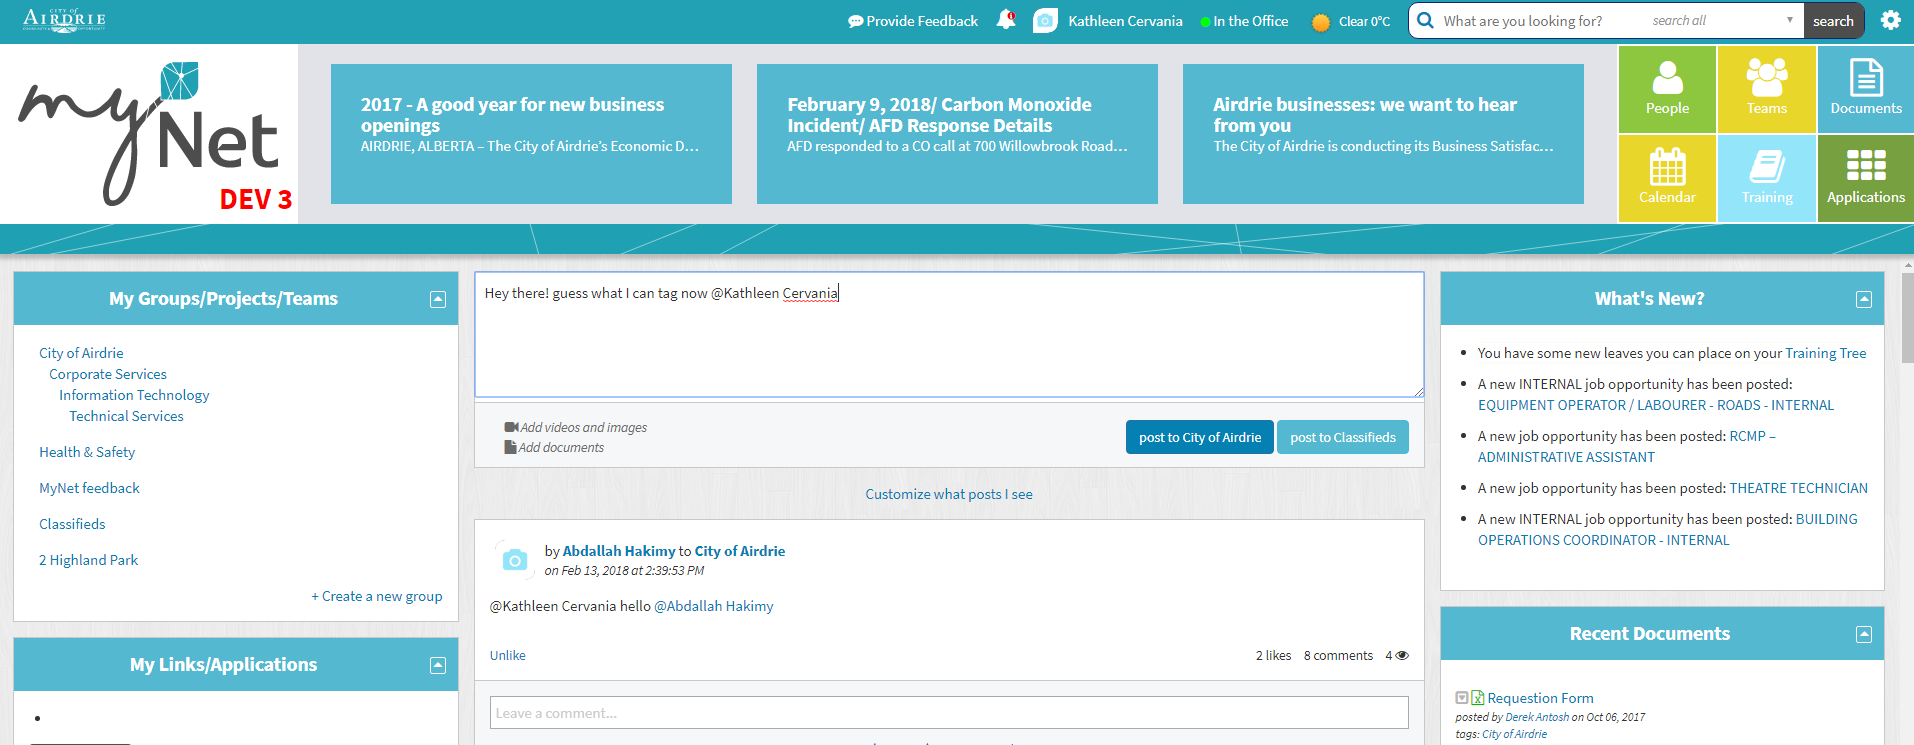 CITY OF
AIRDRIE
Provide Feedback
1
Kathleen Cervania
In the Office
Clear 0°C
What are you looking for?
search all
search
my Net
DEV 3
2017 - A good year for new business
openings
AIRDRIE, ALBERTA – The City of Airdrie's Economic D...
February 9, 2018/ Carbon Monoxide
Incident/ AFD Response Details
AFD responded to a CO call at 700 Willowbrook Road...
Airdrie businesses: we want to hear
from you
The City of Airdrie is conducting its Business Satisfac...
People
Teams
Documents
Calendar
Training
Applications
My Groups/Projects/Teams
City of Airdrie
Corporate Services
Information Technology
Technical Services
Health & Safety
MyNet feedback
Classifieds
2 Highland Park
+ Create a new group
My Links/Applications
Hey there! guess what I can tag now @Kathleen Cervania
Add videos and images
Add documents
post to City of Airdrie
post to Classifieds
Customize what posts I see
by Abdallah Hakimy to City of Airdrie
on Feb 13, 2018 at 2:39:53 PM
@Kathleen Cervania hello @Abdallah Hakimy
Unlike
2 likes
8 comments
4
Leave a comment...
What's New?
You have some new leaves you can place on your Training Tree
A new INTERNAL job opportunity has been posted:
EQUIPMENT OPERATOR / LABOURER - ROADS - INTERNAL
A new job opportunity has been posted: RCMP –
ADMINISTRATIVE ASSISTANT
A new job opportunity has been posted: THEATRE TECHNICIAN
A new INTERNAL job opportunity has been posted: BUILDING
OPERATIONS COORDINATOR - INTERNAL
Recent Documents
Requestion Form
posted by Derek Antosh on Oct 06, 2017
tags: City of Airdrie